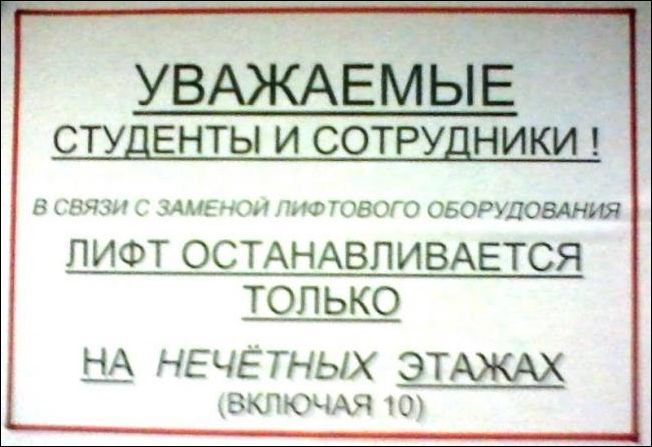 УВАЖАЕМЫЕ
СТУДЕНТЫ И СОТРУДНИКИ !
В СВЯЗИ С ЗАМЕНОЙ ЛИФТОВОГО ОБОРУДОВАНИЯ
ЛИФТ ОСТАНАВЛИВАЕТСЯ
ТОЛЬКО
НА НЕЧЁТНЫХ ЭТАЖАХ
(ВКЛЮЧАЯ 10)